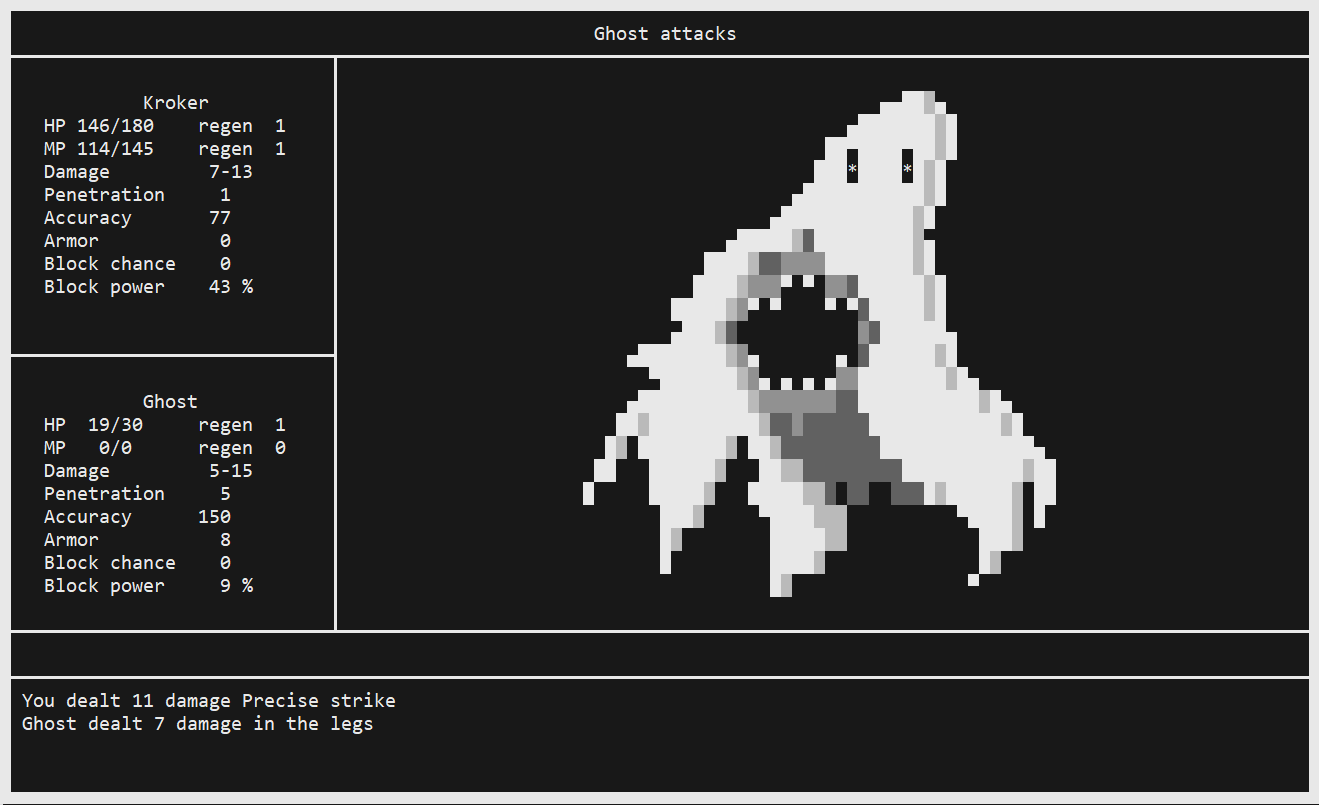 Ghost attacks
Kroker
HP 146/180 regen 1
MP 114/145 regen 1
Damage 7-13
Penetration 1
Accuracy 77
Armor 0
Block chance 0
Block power 43 %
Ghost
HP 19/30 regen 1
MP 0/0 regen 0
Damage 5-15
Penetration 5
Accuracy 150
Armor 8
Block chance 0
Block power 9 %
* *
You dealt 11 damage Precise strike
Ghost dealt 7 damage in the legs